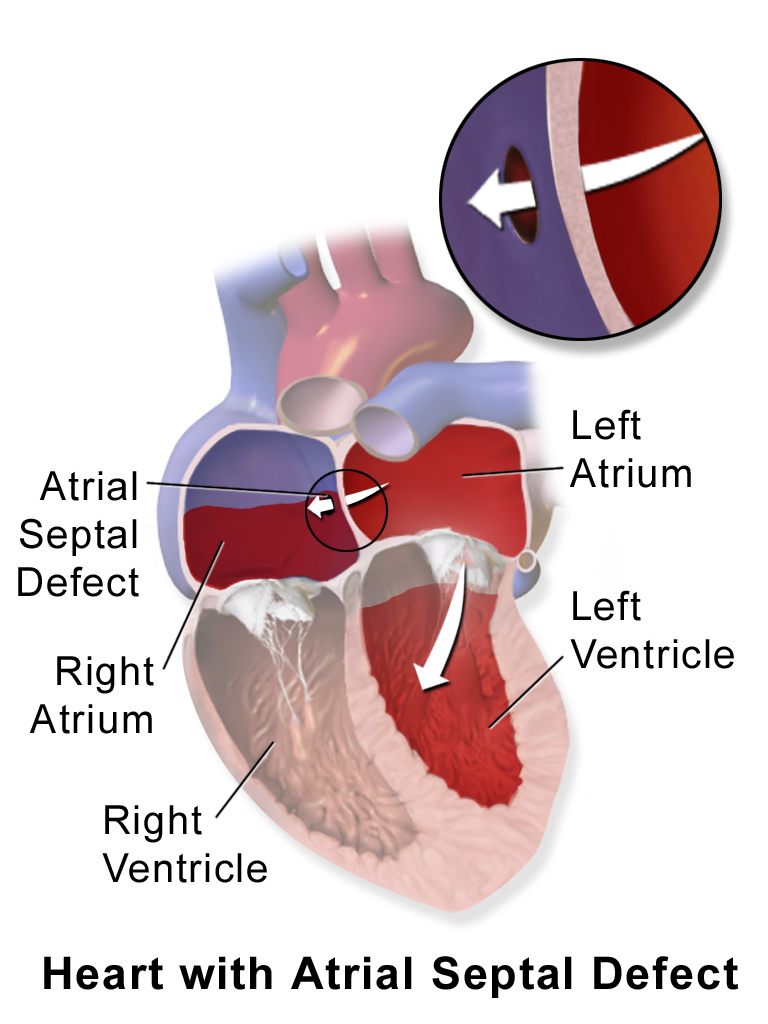 Left
Atrium
Atrial
Septal
Defect
Left
Ventricle
Right
Atrium
Right
Ventricle
Heart with Atrial Septal Defect